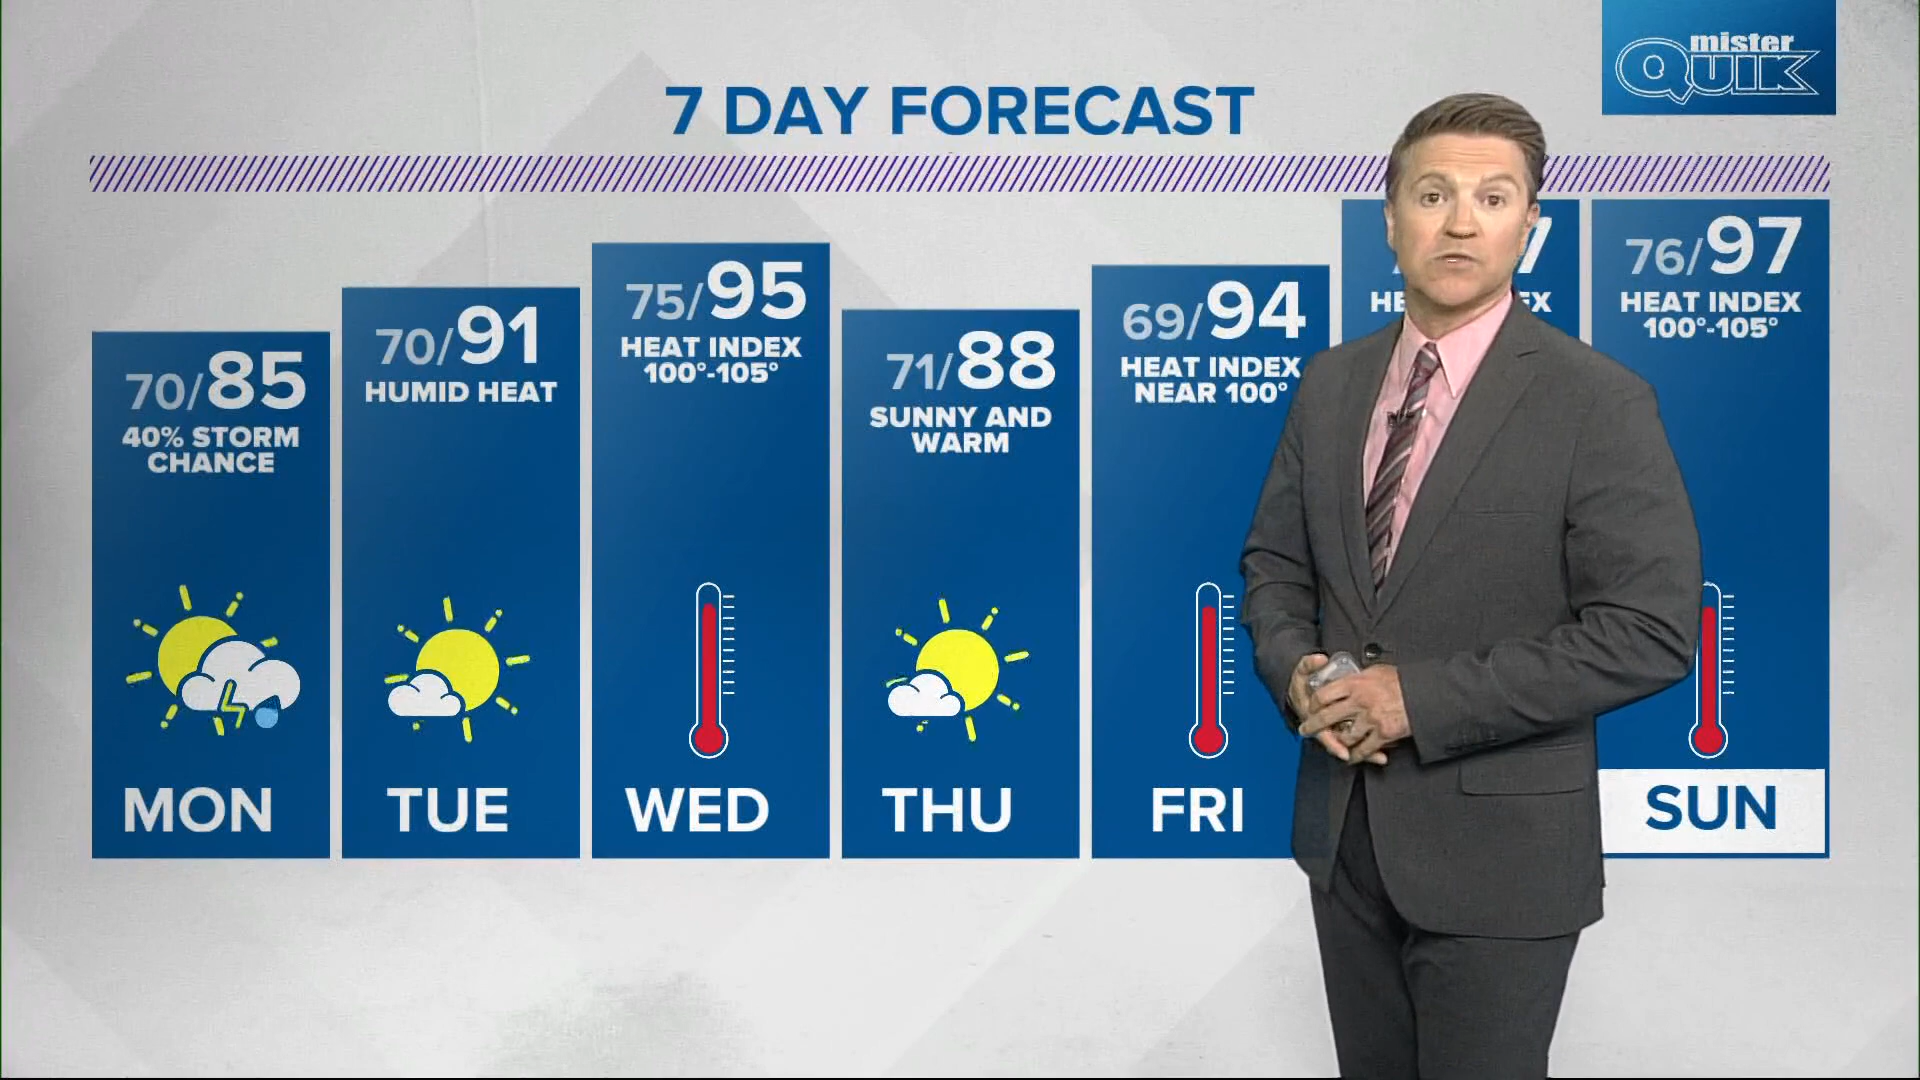 mister
QUIK
7 DAY FORECAST
70/85
40% STORM
CHANCE
MON
70/91
HUMID HEAT
TUE
75/95
HEAT INDEX
100°-105°
WED
71/88
SUNNY AND
WARM
THU
69/94
HEAT INDEX
NEAR 100°
FRI
76/97
HEAT INDEX
100°-105°
SUN